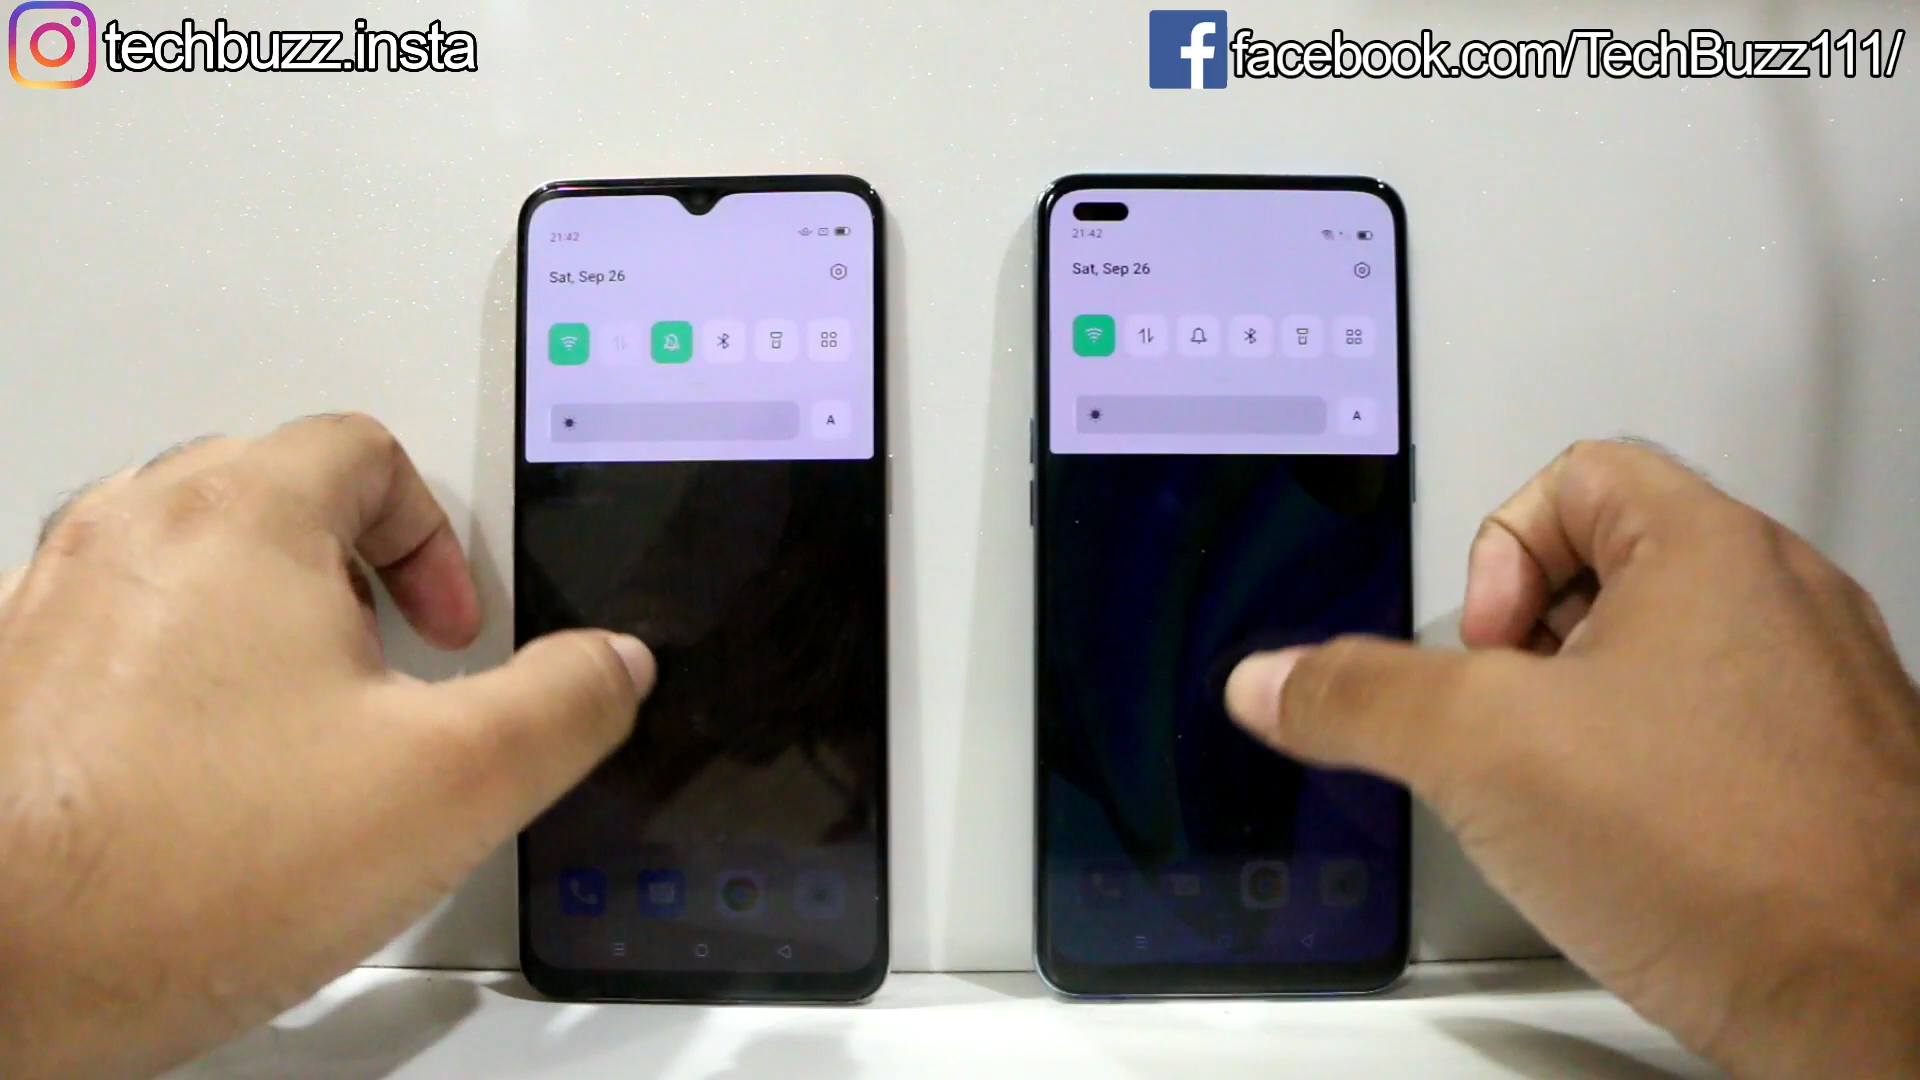 techbuzz.insta
facebook.com/TechBuzz111/
21:42
Sat, Sep 26
A
21:42
Sat, Sep 26
A